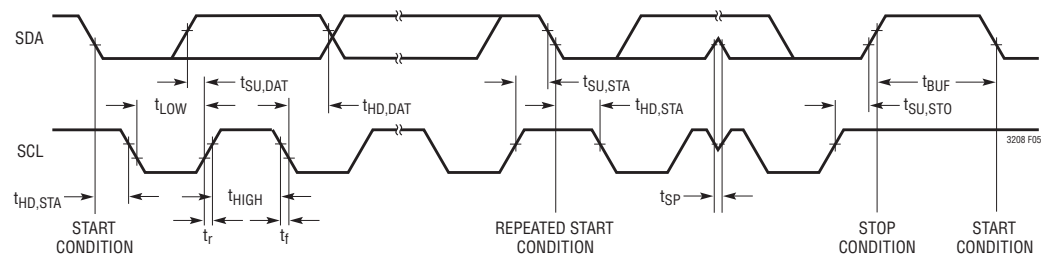 SDA
tSU,DAT
tSU,STA
tBUF
tLOW
tHD,DAT
tHD,STA
tSU,STO
SCL
3208 F05
tHD,STA
tHIGH
tSP
tr
tf
START
CONDITION
REPEATED START
CONDITION
STOP
CONDITION
START
CONDITION